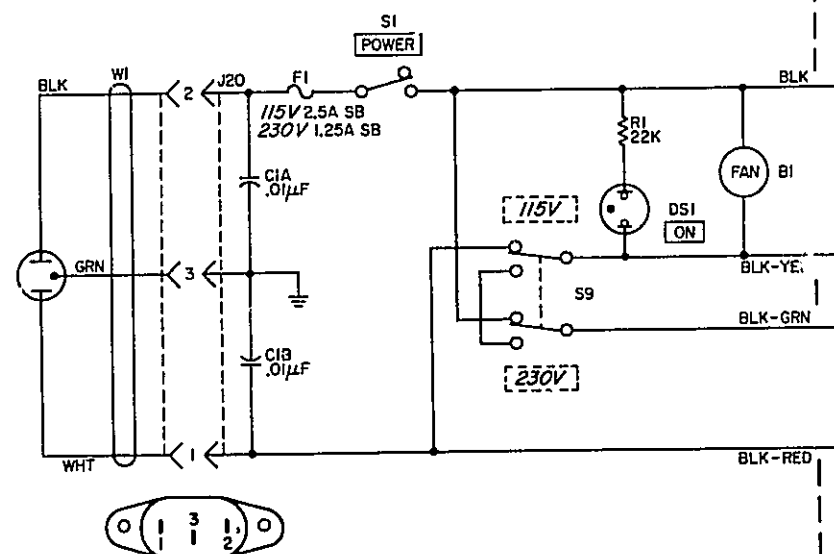 S1
POWER
BLK
W1
2
J20
F1
BLK
115V 2.5A SB
230V 1.25A SB
R1
22K
C1A
.01µF
FAN
B1
115V
DS1
ON
GRN
3
BLK-YE
S9
BLK-GRN
C1B
.01µF
230V
1
WHT
BLK-RED
3
1
2